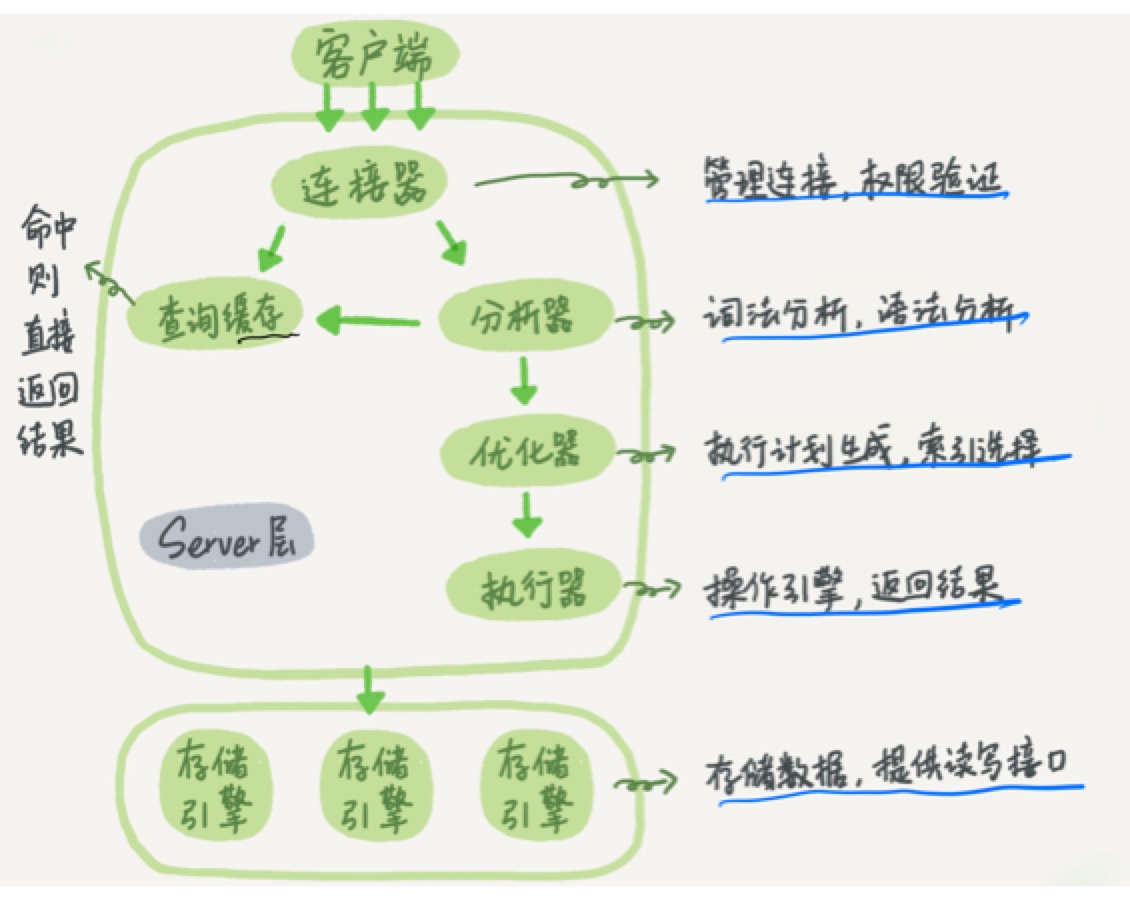 客户端
连接器
管理连接，权限验证
命中
则
直接
返回
结果
查询缓存
分析器
词法分析，语法分析
优化器
执行计划生成，索引选择
Server层
执行器
操作引擎，返回结果
存储
引擎
存储
引擎
存储
引擎
存储数据，提供读写接口